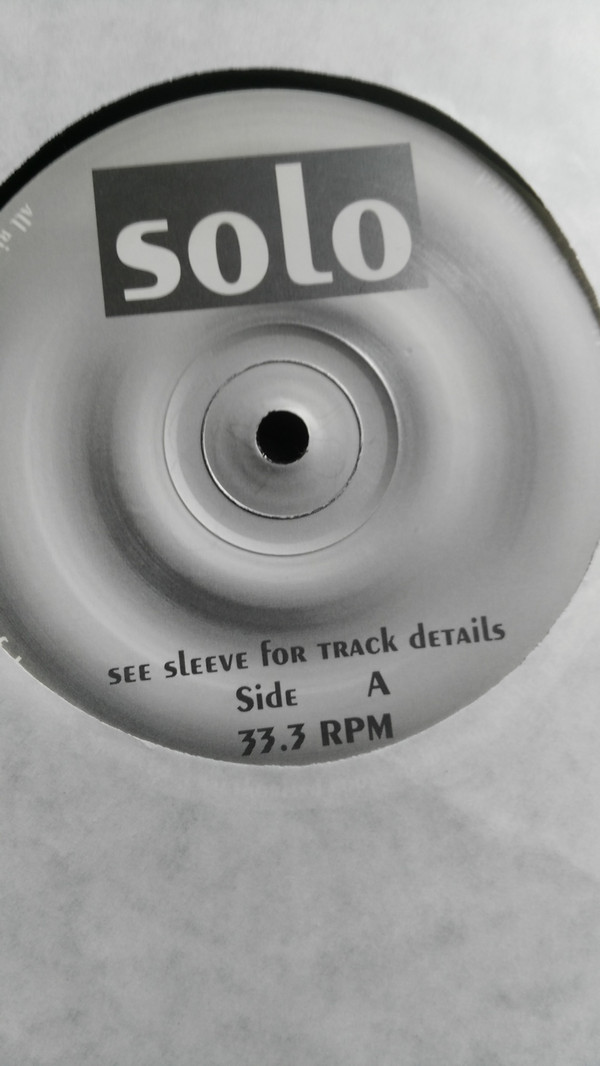 solo
SEE SLEEVE FOR TRACK DETAILS
Side A
33.3 RPM